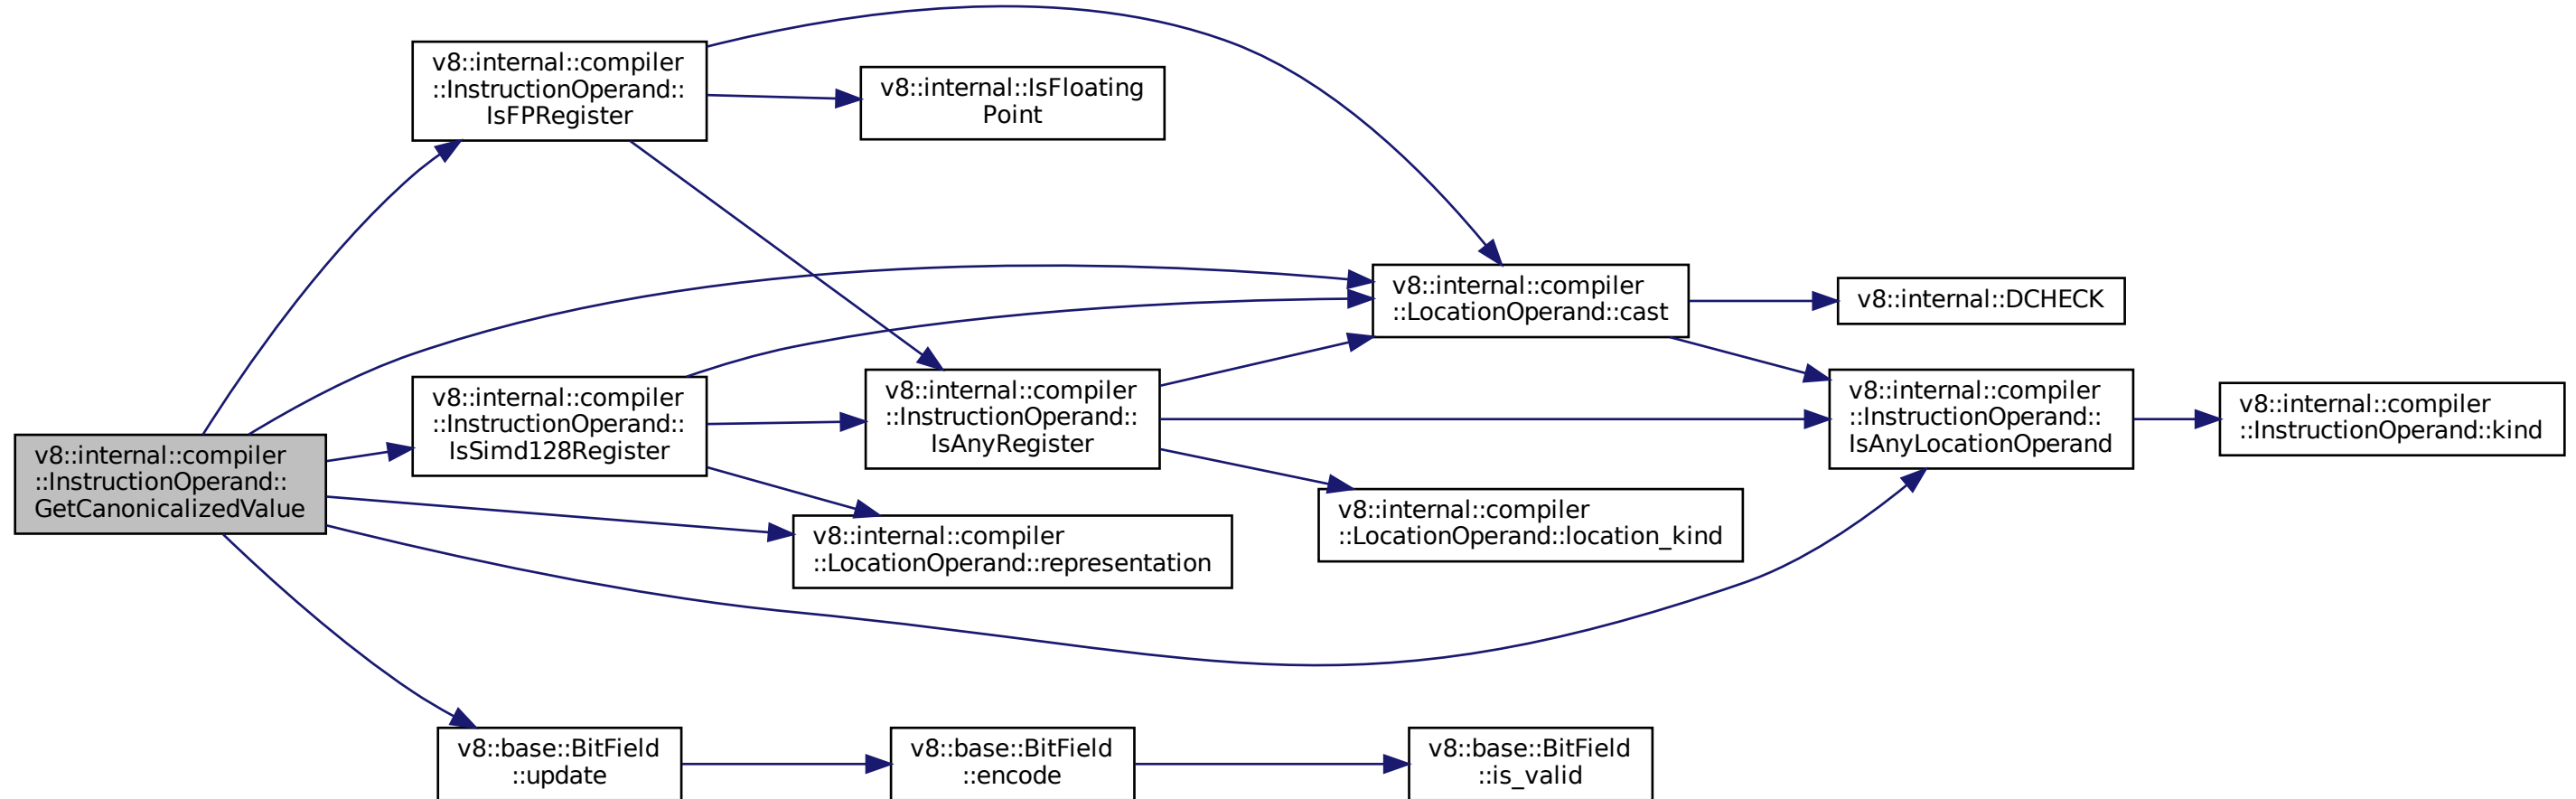 v8::internal::compiler
::InstructionOperand::
IsFPRegister
v8::internal::IsFloating
Point
v8::internal::compiler
::LocationOperand::cast
v8::internal::DCHECK
v8::internal::compiler
::InstructionOperand::
IsSimd128Register
v8::internal::compiler
::InstructionOperand::
IsAnyRegister
v8::internal::compiler
::InstructionOperand::
IsAnyLocationOperand
v8::internal::compiler
::InstructionOperand::kind
v8::internal::compiler
::InstructionOperand::
GetCanonicalizedValue
v8::internal::compiler
::LocationOperand::location_kind
v8::internal::compiler
::LocationOperand::representation
v8::base::BitField
::update
v8::base::BitField
::encode
v8::base::BitField
::is_valid